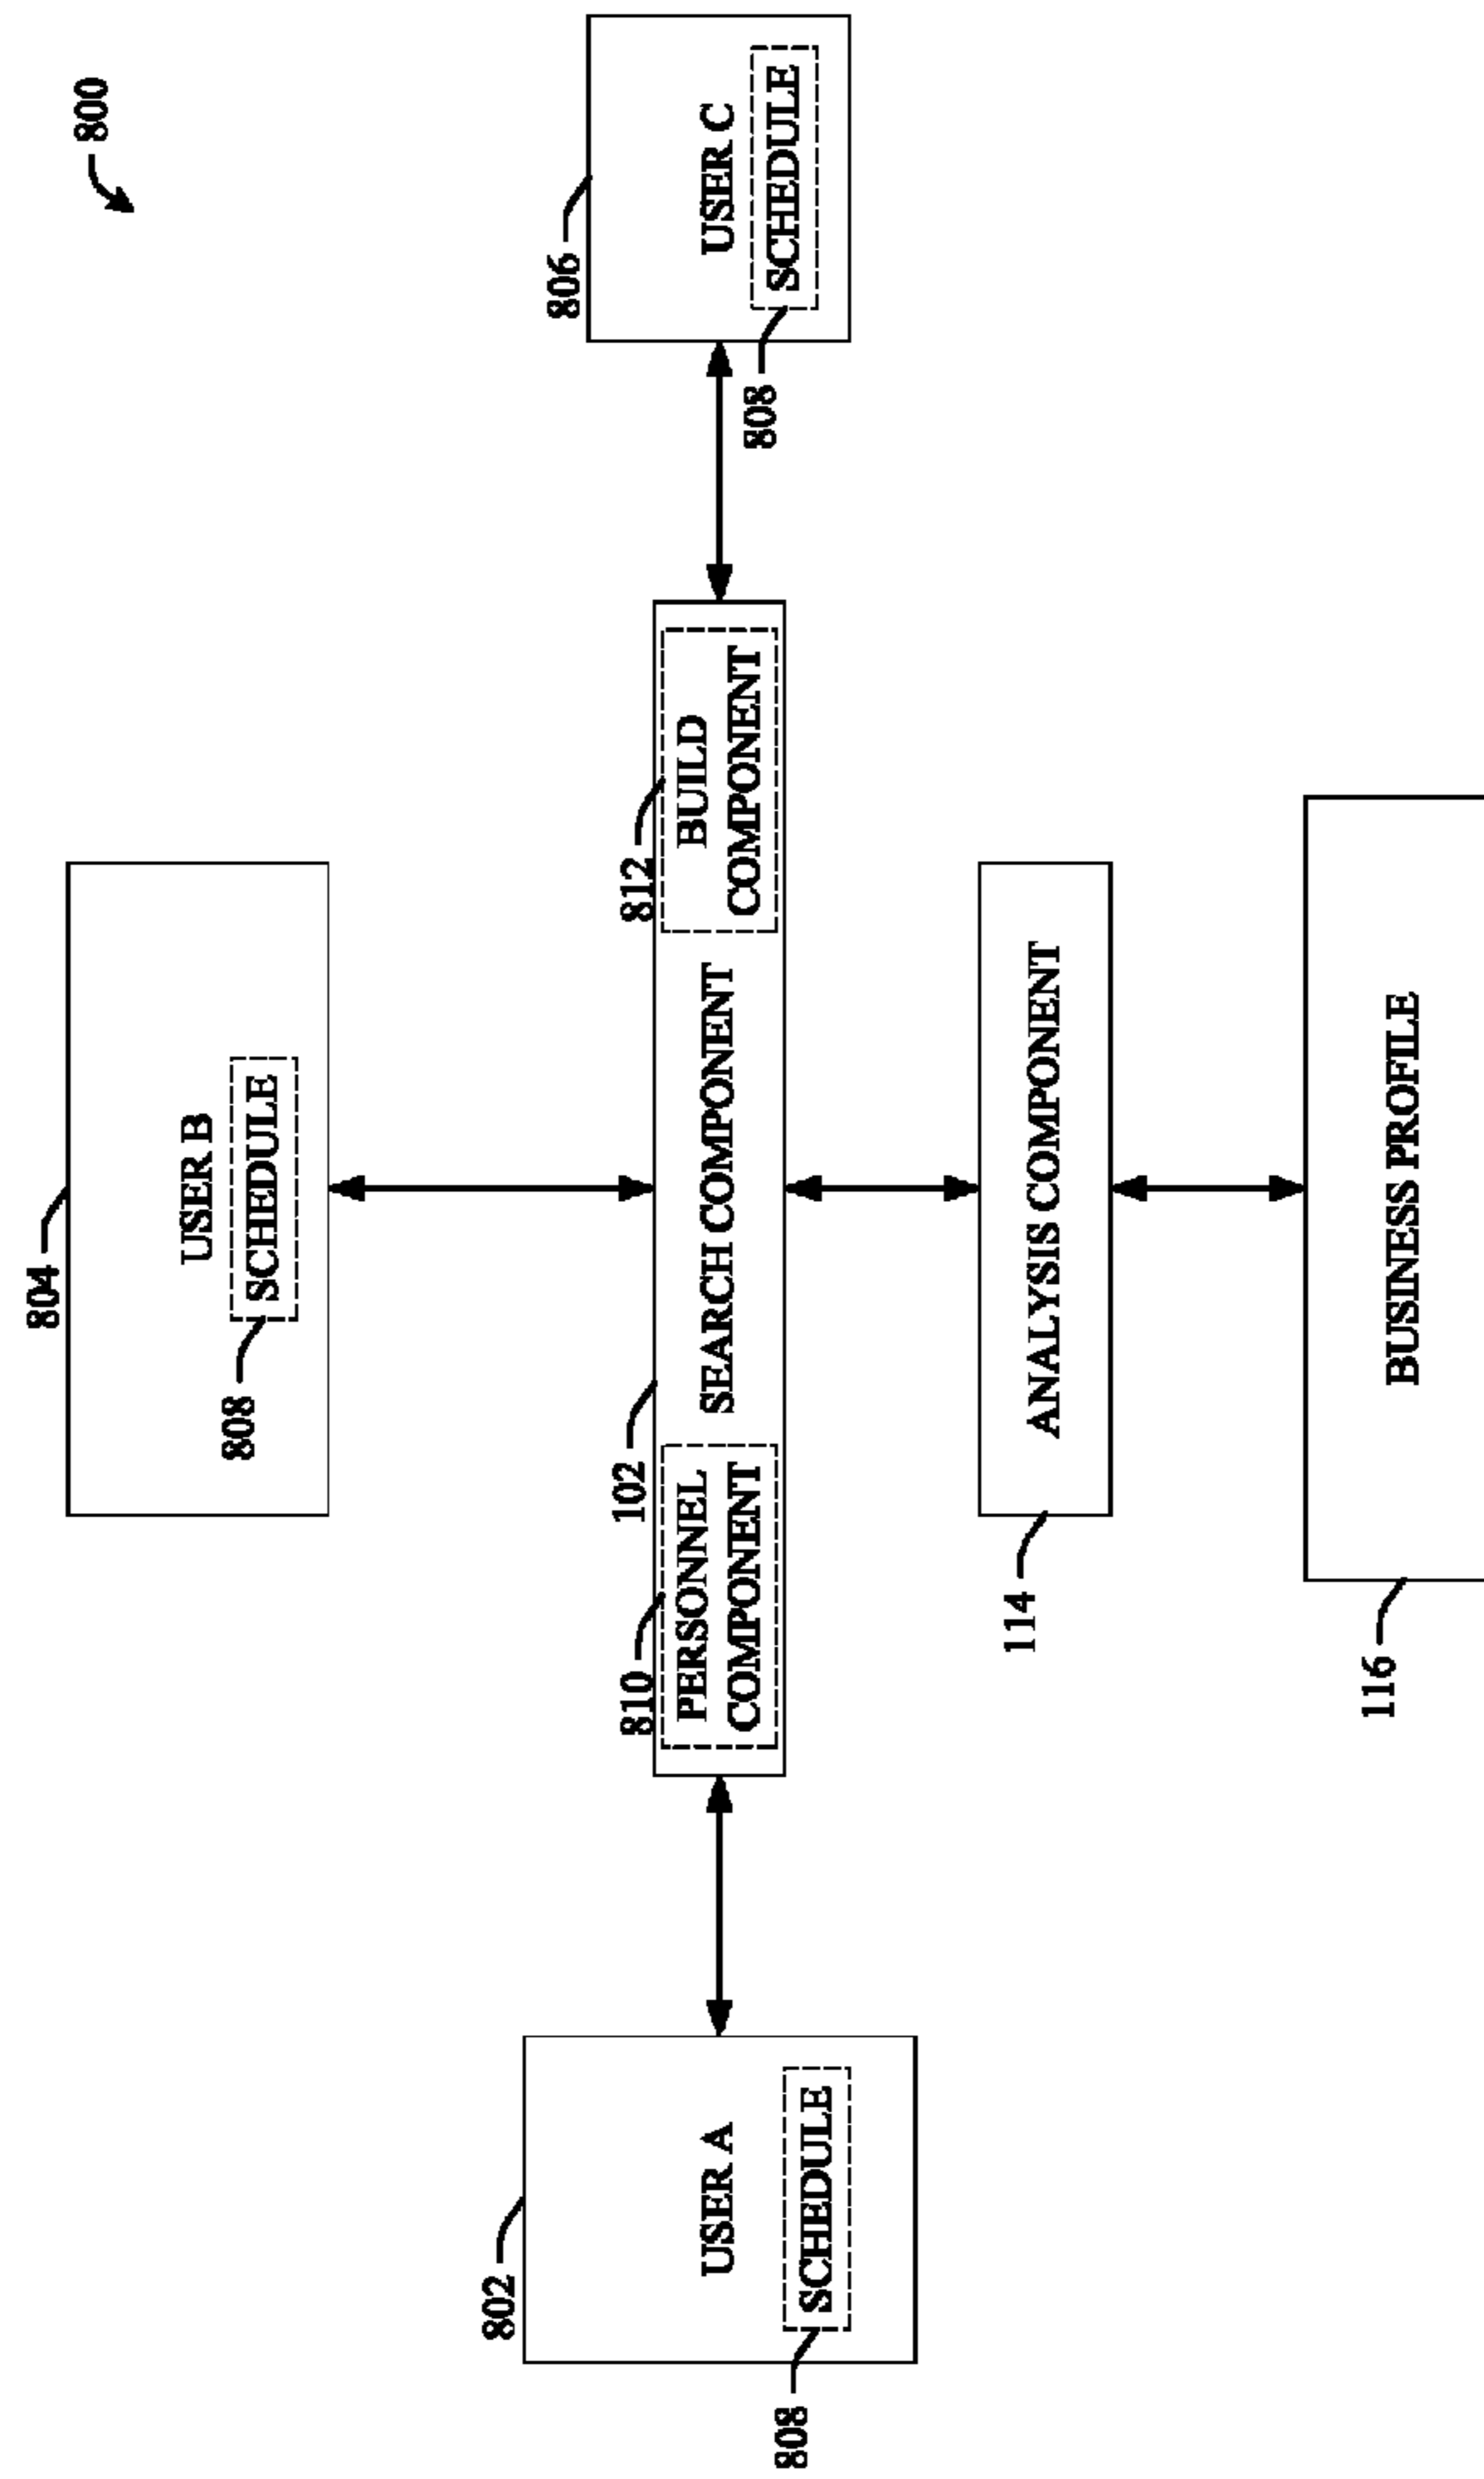 800
804
USER B
SCHEDULE
808
802
USER A
SCHEDULE
808
810
PERSONNEL
COMPONENT
102
SEARCH COMPONENT
812
BUILD
COMPONENT
806
USER C
SCHEDULE
808
ANALYSIS COMPONENT
114
BUSINESS PROFILE
116